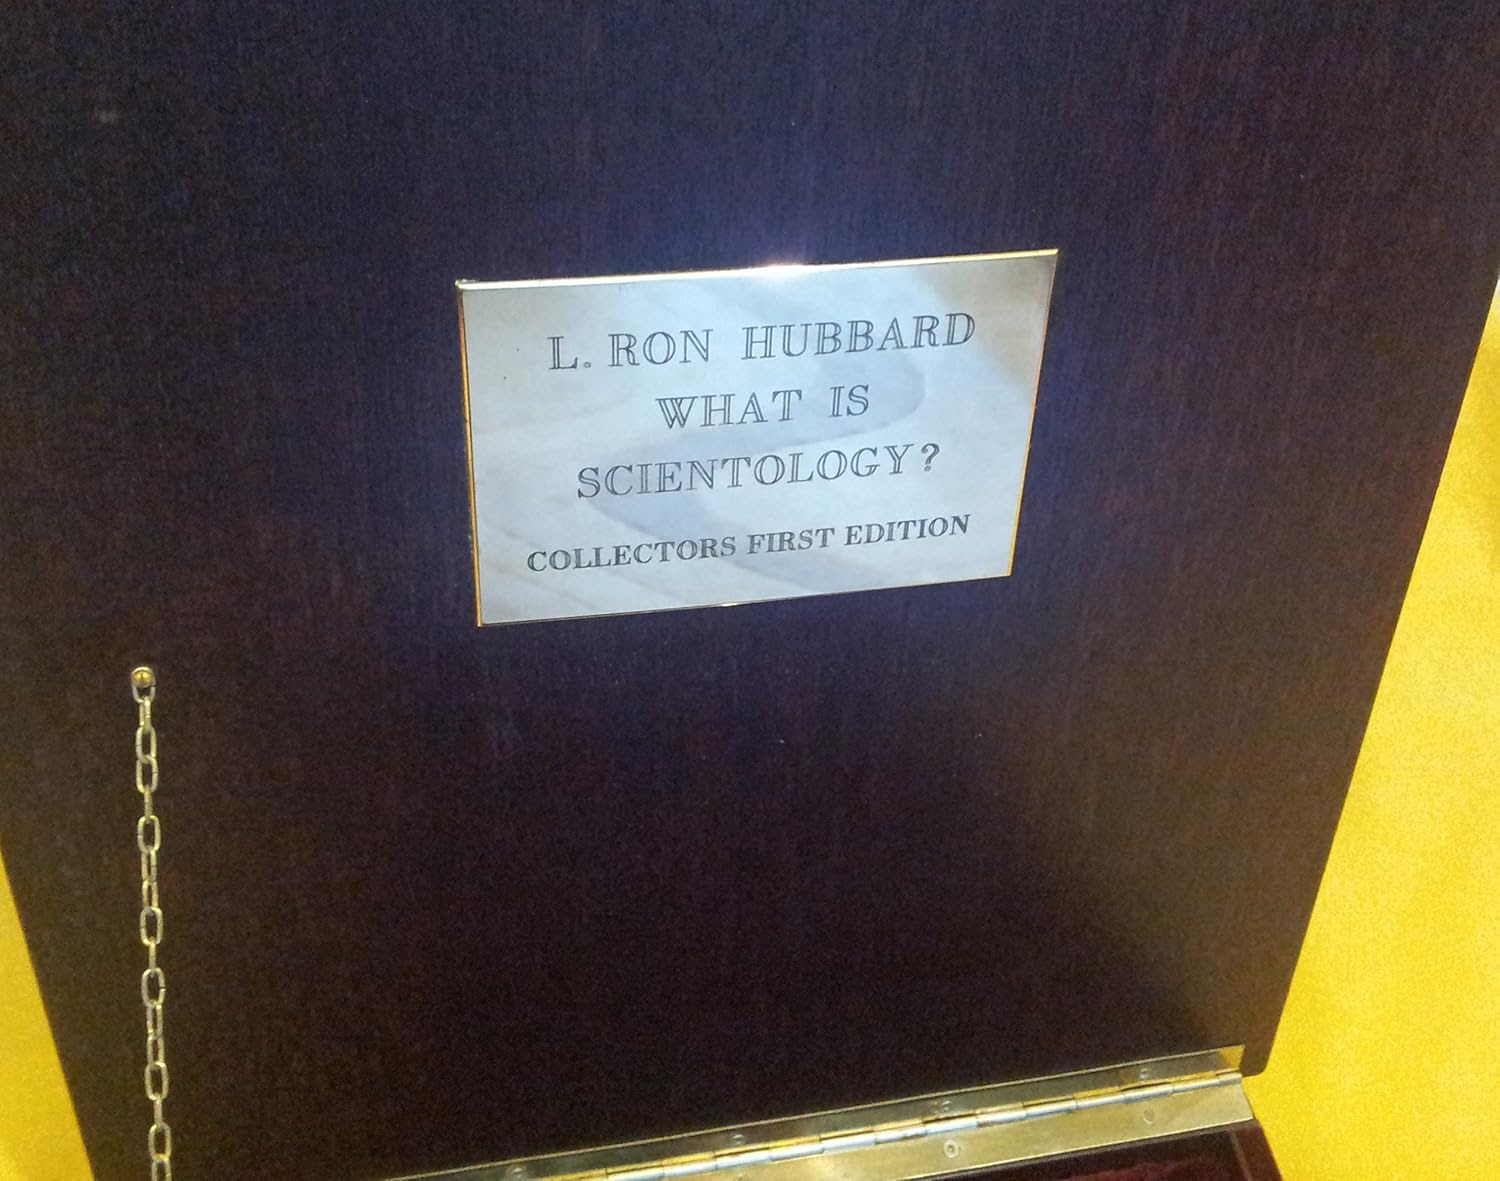 L. RON HUBBARD
WHAT IS
SCIENTOLOGY?
COLLECTORS FIRST EDITION